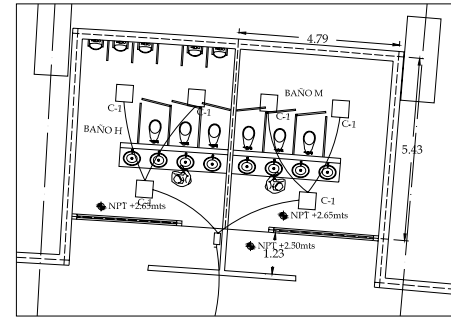 4.79
BAÑO M
C-1
C-1
C-1
C-1
BAÑO H
5.43
C-1
C-1
NPT +2.65mts
NPT +2.65mts
NPT +2.50mts
1.23